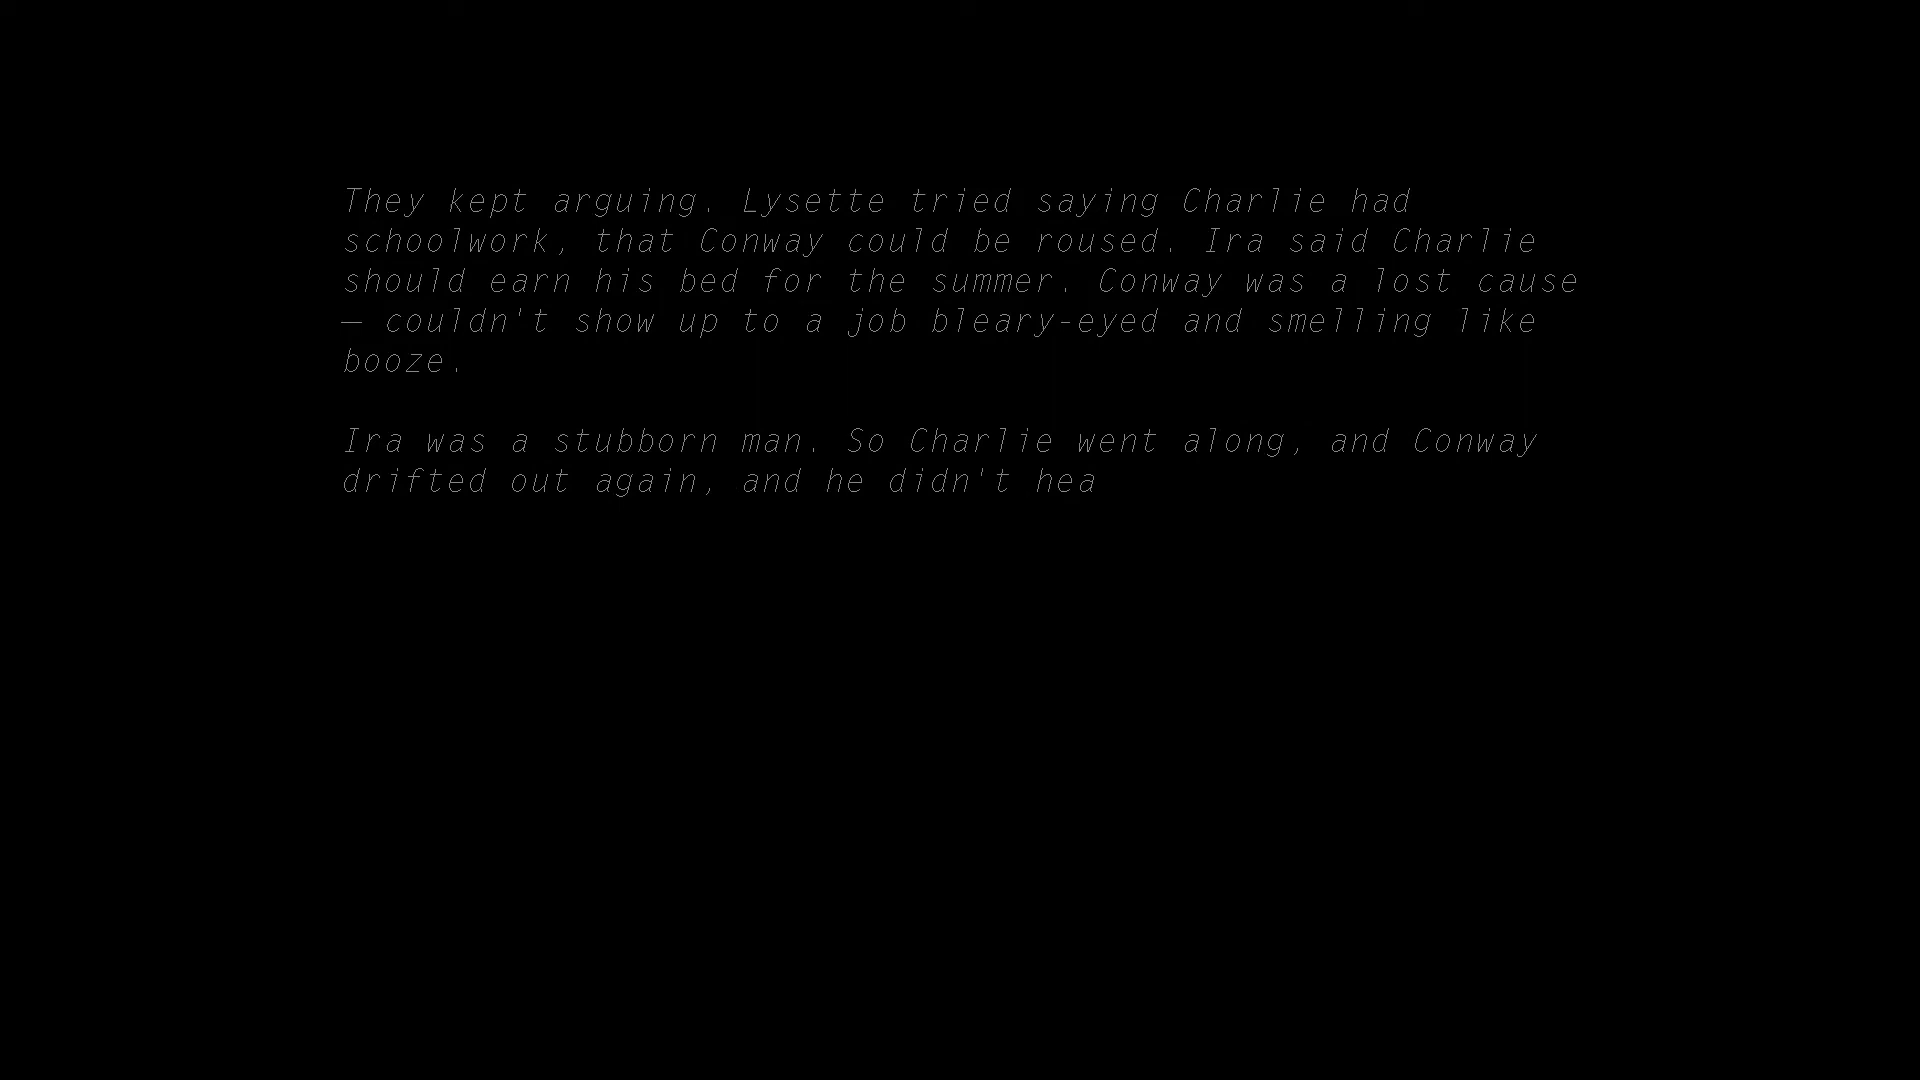 They kept arguing. Lysette tried saying Charlie had
schoolwork, that Conway could be roused. Ira said Charlie
should earn his bed for the summer. Conway was a lost cause
— couldn't show up to a job bleary-eyed and smelling like
booze.
Ira was a stubborn man. So Charlie went along, and Conway
drifted out again, and he didn't hea